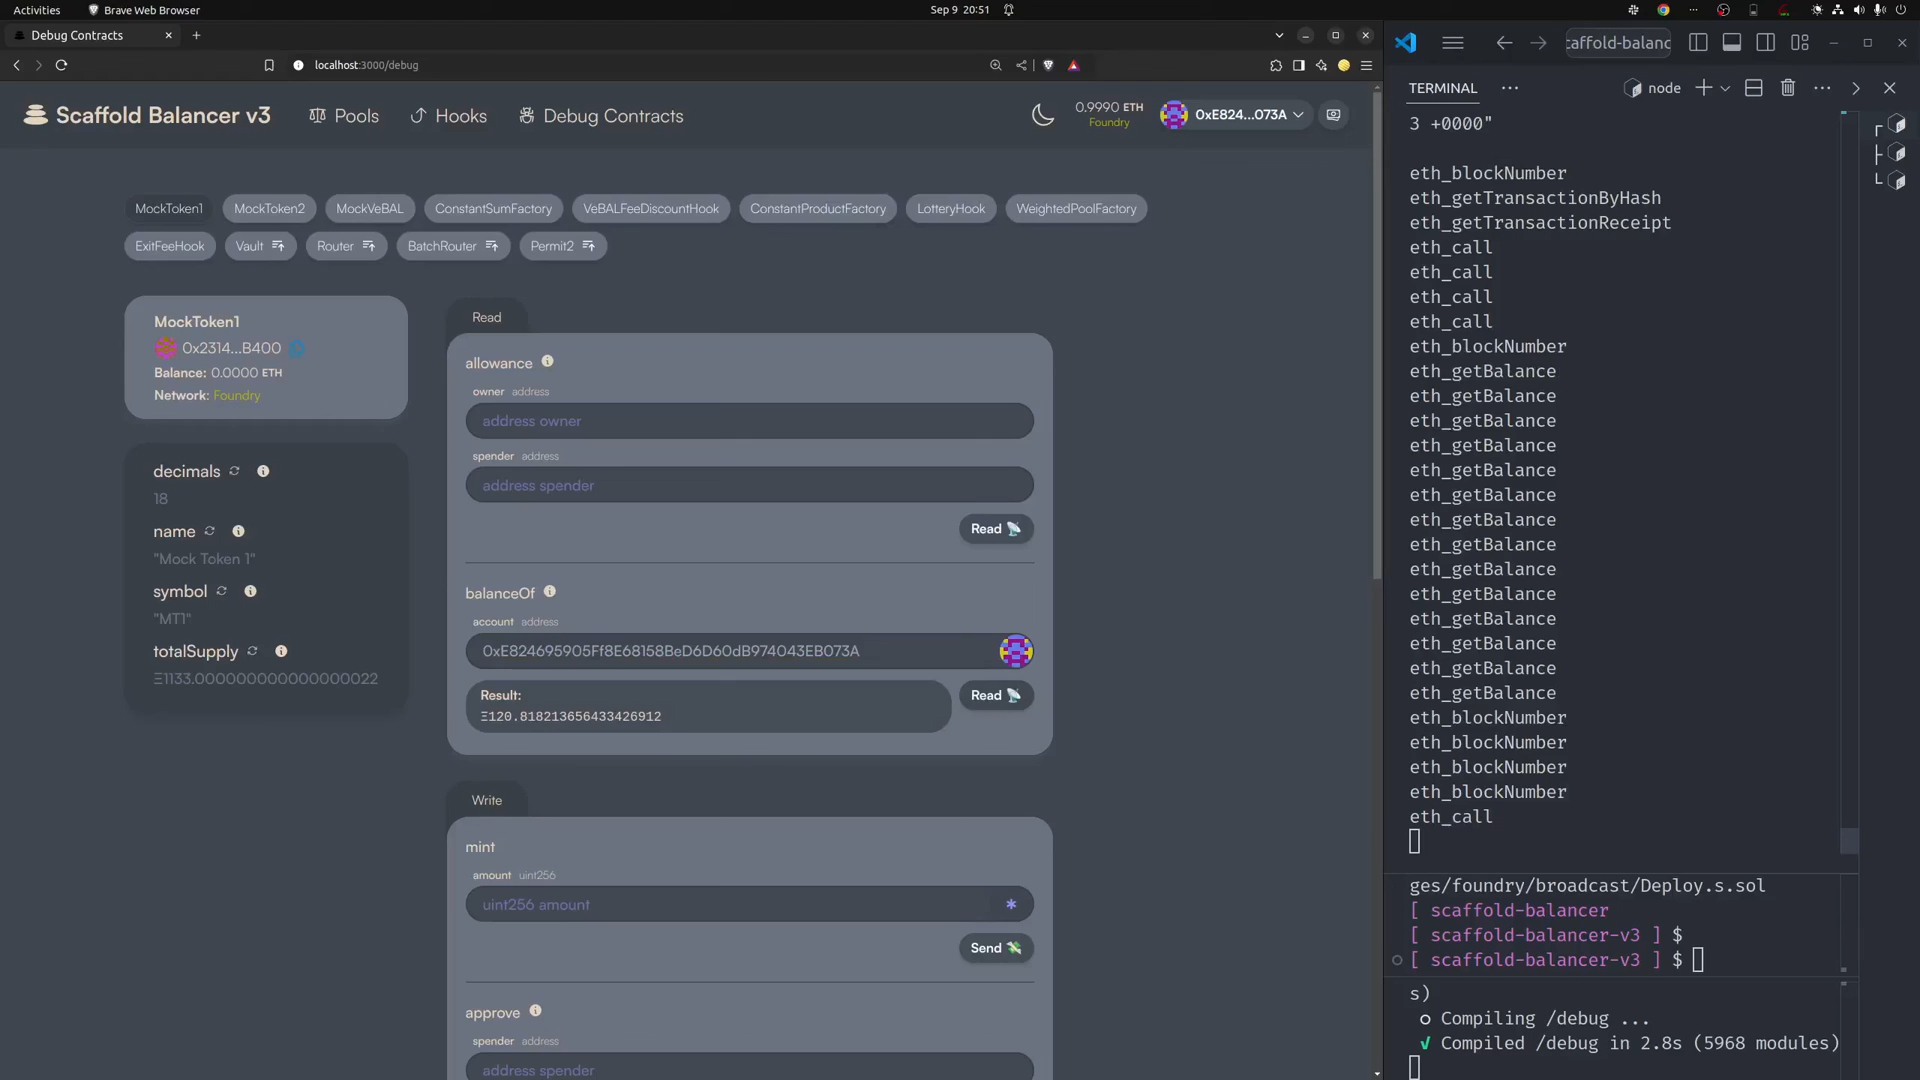 Activities
Brave Web Browser
Sep 9 20:51
Debug Contracts
localhost:3000/debug
Scaffold Balancer v3
Pools
Hooks
Debug Contracts
0.9990 ETH
Foundry
0xE824...073A
MockToken1
MockToken2
MockVeBAL
ConstantSumFactory
VeBALFeeDiscountHook
ConstantProductFactory
LotteryHook
WeightedPoolFactory
ExitFeeHook
Vault
Router
BatchRouter
Permit2
MockToken1
0x2314...B400
Balance: 0.0000 ETH
Network: Foundry
decimals
18
name
"Mock Token 1"
symbol
"MT1"
totalSupply
Ξ1133.000000000000000022
Read
allowance
owner address
address owner
spender address
address spender
Read
balanceOf
account address
0xE824695905Ff8E68158BeD6D60dB974043EB073A
Result:
Ξ120.818213656433426912
Read
Write
mint
amount uint256
uint256 amount
*
Send
approve
spender address
address spender
caffold-balanc
TERMINAL
node
3 +0000"
eth_blockNumber
eth_getTransactionByHash
eth_getTransactionReceipt
eth_call
eth_call
eth_call
eth_call
eth_blockNumber
eth_getBalance
eth_getBalance
eth_getBalance
eth_getBalance
eth_getBalance
eth_getBalance
eth_getBalance
eth_getBalance
eth_getBalance
eth_getBalance
eth_getBalance
eth_getBalance
eth_getBalance
eth_getBalance
eth_blockNumber
eth_blockNumber
eth_blockNumber
eth_blockNumber
eth_call
ges/foundry/broadcast/Deploy.s.sol
[ scaffold-balancer
[ scaffold-balancer-v3 ] $
[ scaffold-balancer-v3 ] $
s)
○ Compiling /debug ...
✓ Compiled /debug in 2.8s (5968 modules)